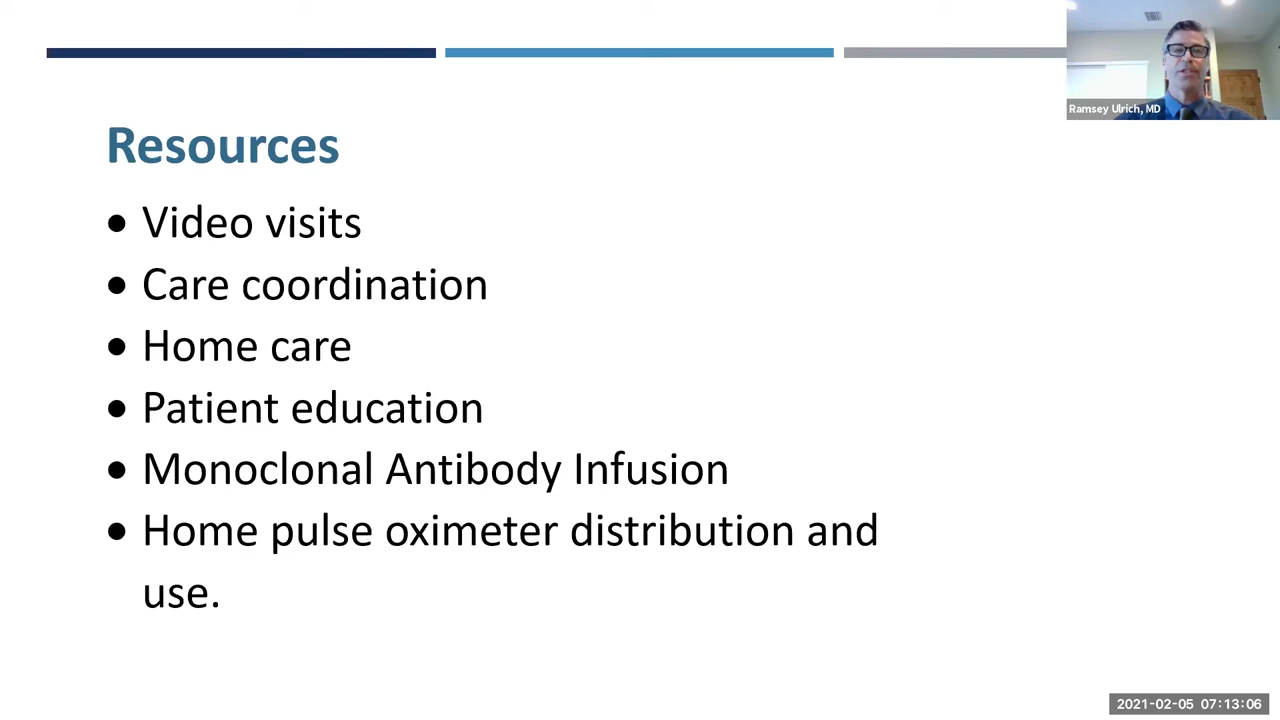 Ramsey Ulrich, MD
Resources
• Video visits
• Care coordination
• Home care
• Patient education
• Monoclonal Antibody Infusion
• Home pulse oximeter distribution and
use.
2021-02-05 07:13:06